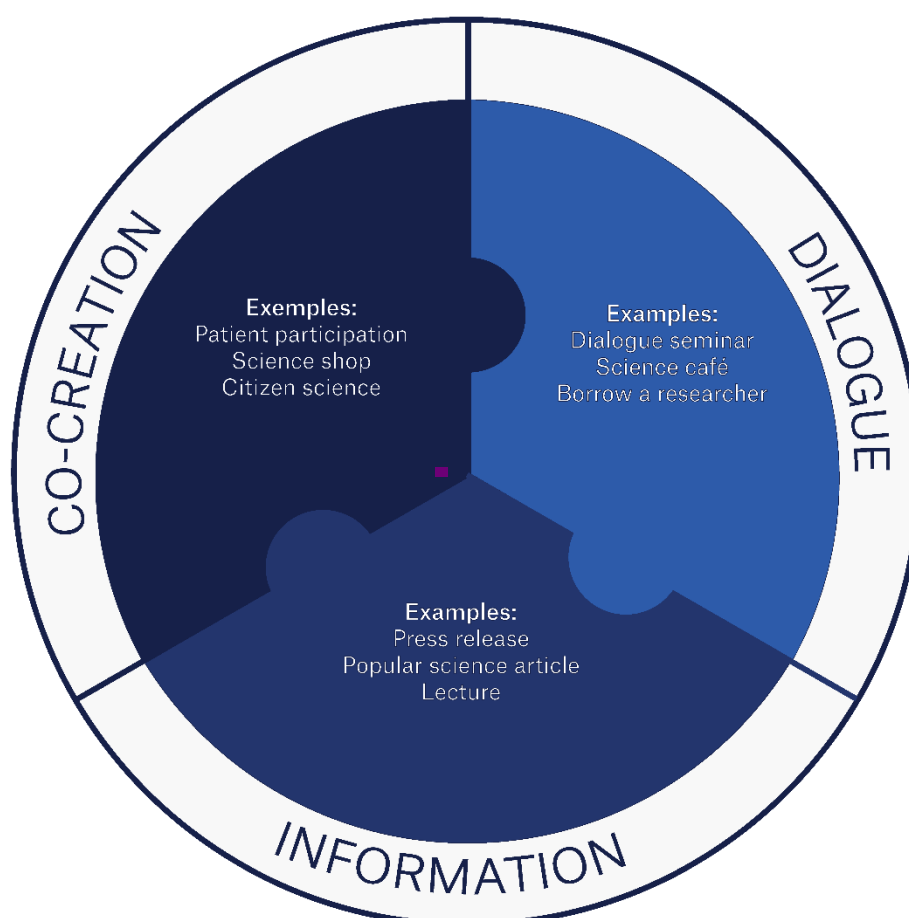 CO-CREATION
Exemples:
Patient participation
Science shop
Citizen science
DIALOGUE
Examples:
Dialogue seminar
Science café
Borrow a researcher
Examples:
Press release
Popular science article
Lecture
INFORMATION